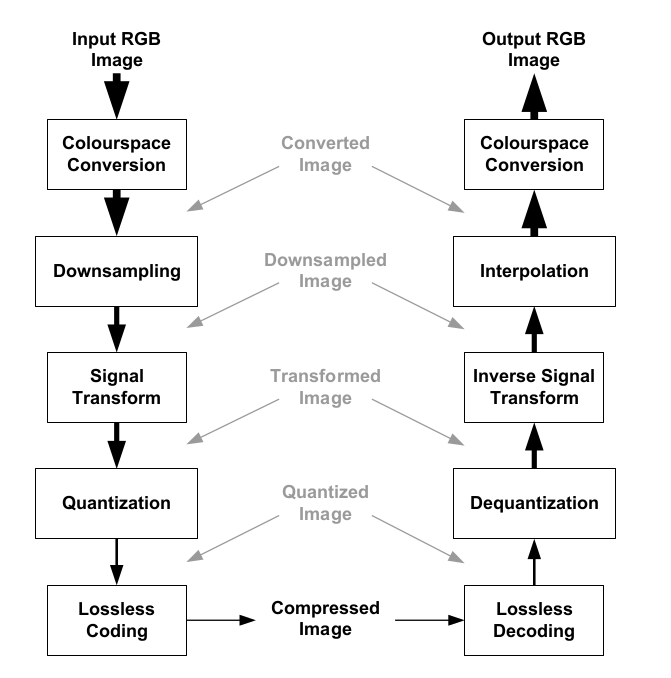 Input RGB
Image
Output RGB
Image
Colourspace
Conversion
Converted
Image
Colourspace
Conversion
Downsampling
Downsampled
Image
Interpolation
Signal
Transform
Transformed
Image
Inverse Signal
Transform
Quantization
Quantized
Image
Dequantization
Lossless
Coding
Compressed
Image
Lossless
Decoding